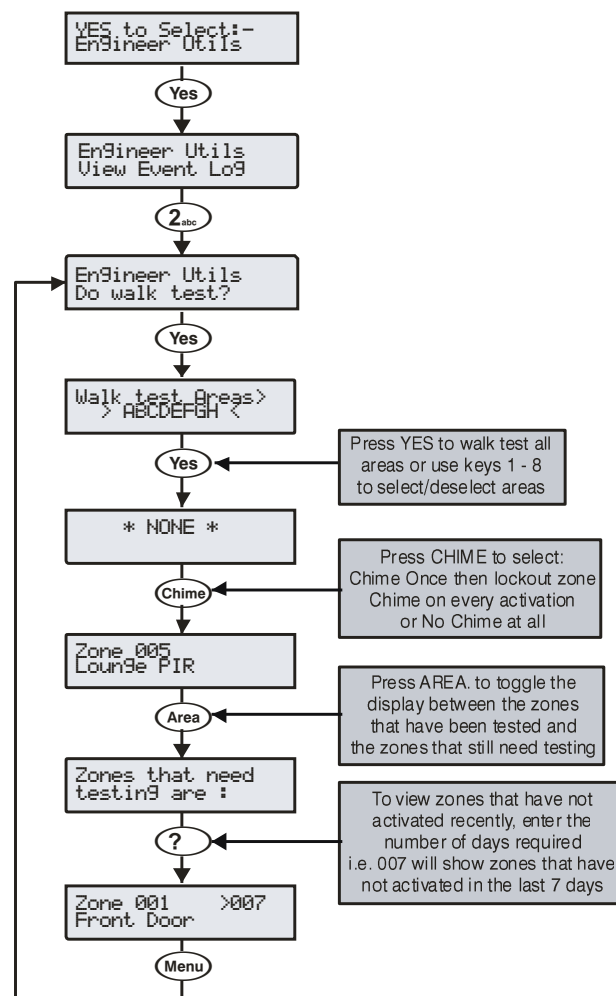 YES to Select:-
Engineer Utils
Yes
Engineer Utils
View Event Log
2abc
Engineer Utils
Do walk test?
Yes
Walk test Areas>
> ABCDEFGH <
Yes
Press YES to walk test all
areas or use keys 1 - 8
to select/deselect areas
* NONE *
Chime
Press CHIME to select:
Chime Once then lockout zone
Chime on every activation
or No Chime at all
Zone 005
Lounge PIR
Area
Press AREA. to toggle the
display between the zones
that have been tested and
the zones that still need testing
Zones that need
testing are :
?
To view zones that have not
activated recently, enter the
number of days required
i.e. 007 will show zones that have
not activated in the last 7 days
Zone 001 >007
Front Door
Menu